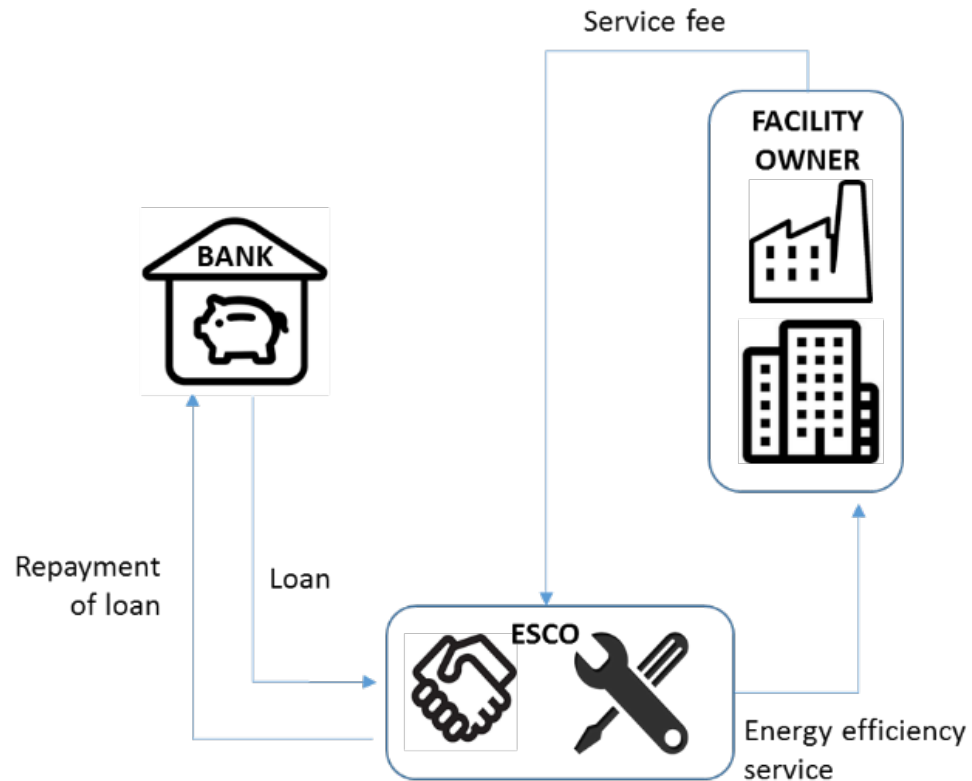 Service fee
FACILITY
OWNER
BANK
Repayment
of loan
Loan
ESCO
Energy efficiency
service